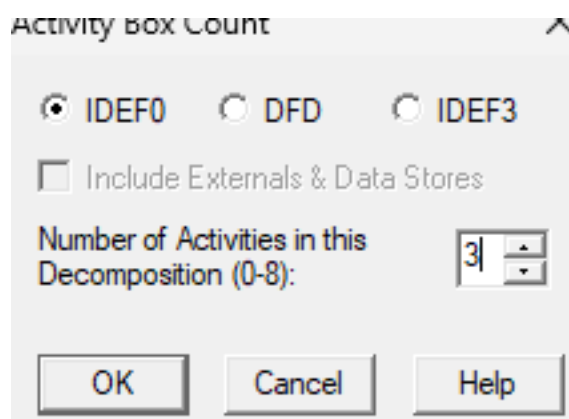 Activity Box Count
IDEF0 DFD IDEF3
Include Externals & Data Stores
Number of Activities in this
Decomposition (0-8):
3
OK Cancel Help